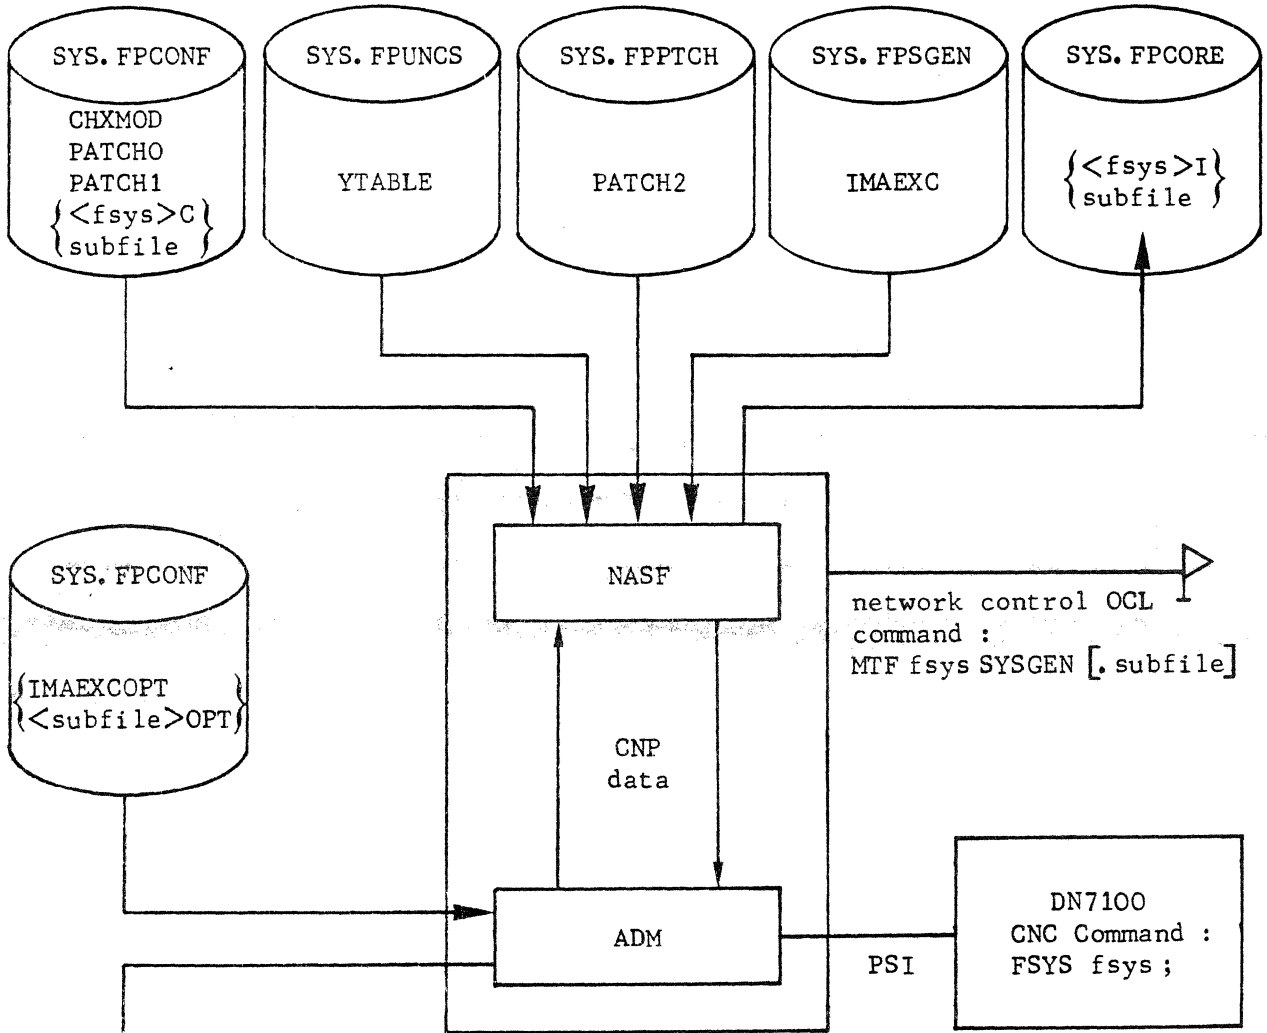 SYS.FPCONF
CHXMOD
PATCH0
PATCH1
{<fsys>C
subfile}
SYS.FPUNCS
YTABLE
SYS.FPPTCH
PATCH2
SYS.FPSGEN
IMAEXC
SYS.FPCORE
{<fsys>I
subfile}
NASF
network control OCL
command :
MTF fsys SYSGEN [.subfile]
SYS.FPCONF
{IMAEXCOPT
<subfile>OPT}
CNP
data
ADM
PSI
DN7100
CNC Command :
FSYS fsys ;